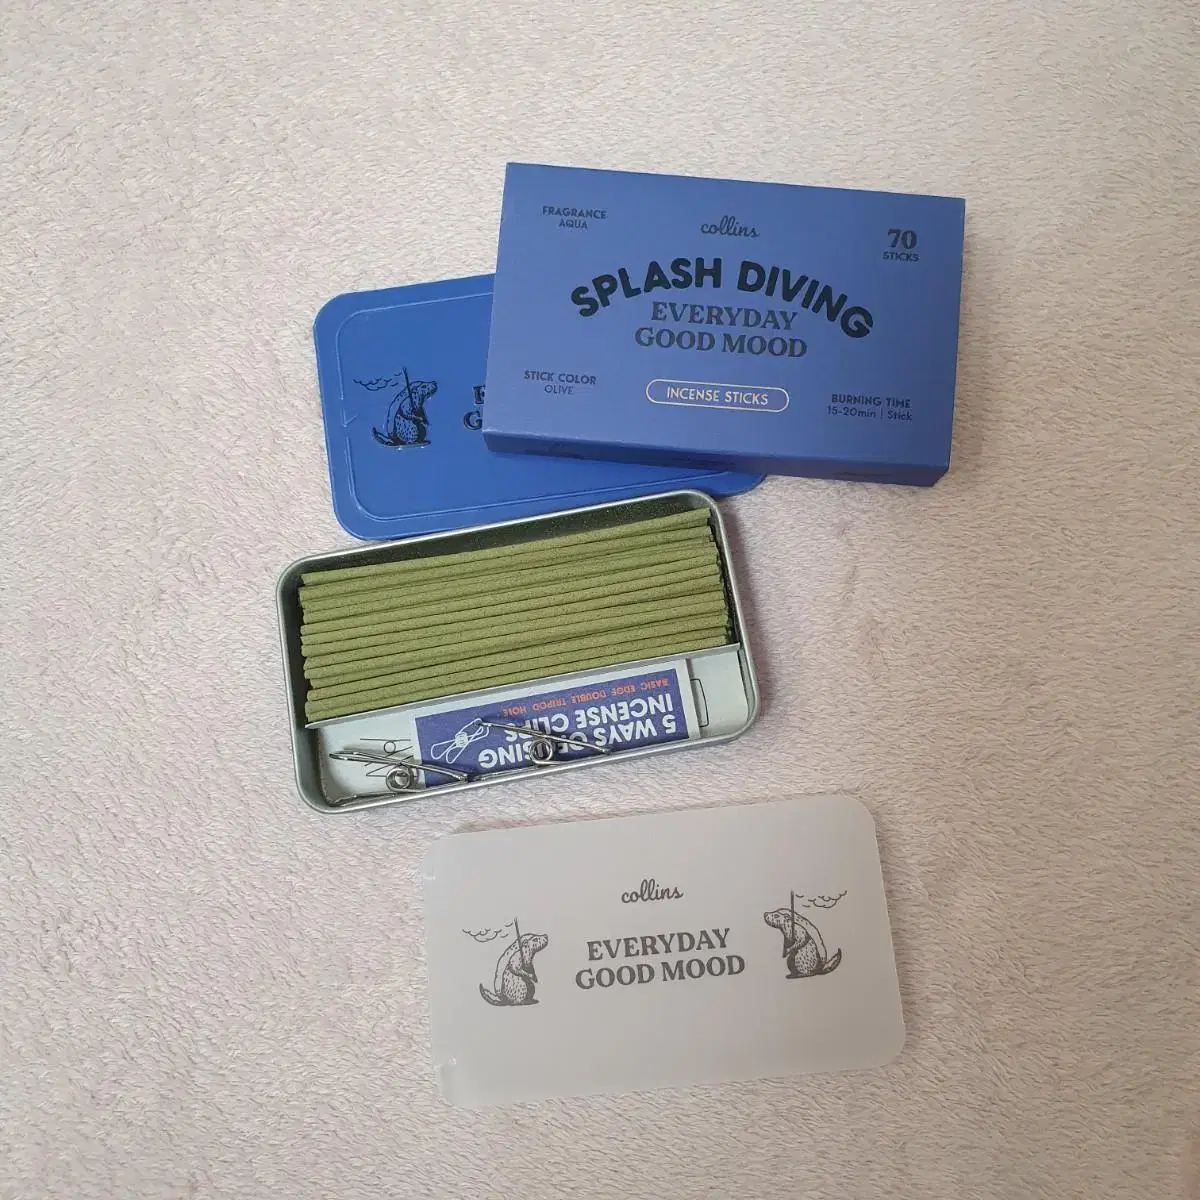 FRAGRANCE
AQUA
collins
70
STICKS
SPLASH DIVING
EVERYDAY
GOOD MOOD
STICK COLOR
OLIVE
INCENSE STICKS
BURNING TIME
15-20min | Stick
BASIC EDGE DOUBLE TRIPOD HOLE
5 WAYS OF USING
INCENSE CLIPS
collins
EVERYDAY
GOOD MOOD